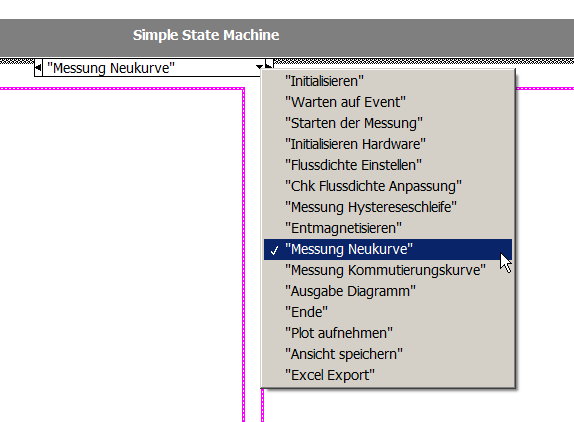 Simple State Machine
"Messung Neukurve"
"Initialisieren"
"Warten auf Event"
"Starten der Messung"
"Initialisieren Hardware"
"Flussdichte Einstellen"
"Chk Flussdichte Anpassung"
"Messung Hystereseschleife"
"Entmagnetisieren"
"Messung Neukurve"
"Messung Kommutierungskurve"
"Ausgabe Diagramm"
"Ende"
"Plot aufnehmen"
"Ansicht speichern"
"Excel Export"